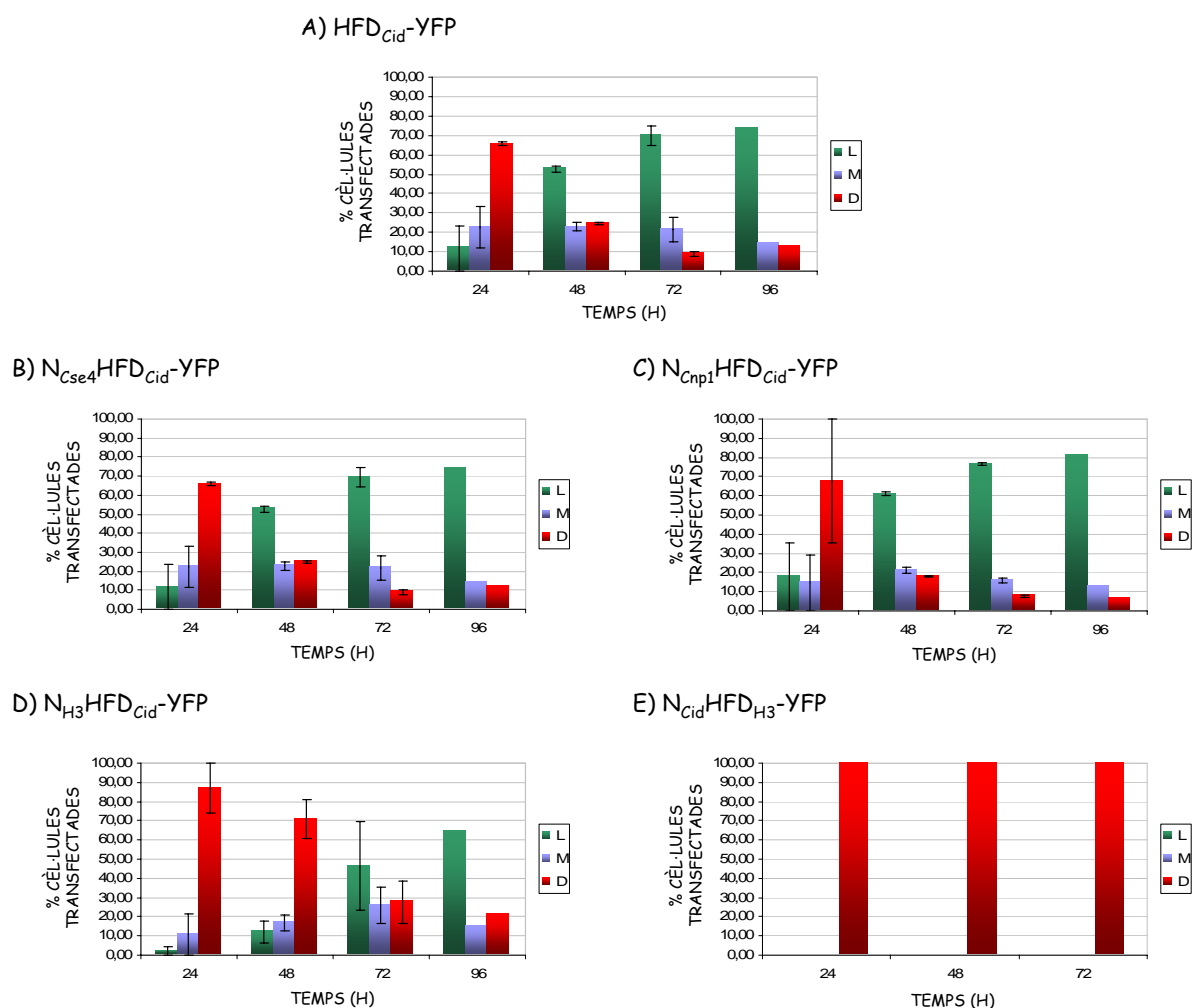 A) HFD_Cid-YFP
% CÈL·LULES
TRANSFECTADES
100,00
90,00
80,00
70,00
60,00
50,00
40,00
30,00
20,00
10,00
0,00
24 48 72 96
TEMPS (H)
L
M
D
B) N_Cse4HFD_Cid-YFP
% CÈL·LULES
TRANSFECTADES
100,00
90,00
80,00
70,00
60,00
50,00
40,00
30,00
20,00
10,00
0,00
24 48 72 96
TEMPS (H)
L
M
D
C) N_Cnp1HFD_Cid-YFP
% CÈL·LULES
TRANSFECTADES
100,00
90,00
80,00
70,00
60,00
50,00
40,00
30,00
20,00
10,00
0,00
24 48 72 96
TEMPS (H)
L
M
D
D) N_H3HFD_Cid-YFP
% CÈL·LULES
TRANSFECTADES
100,00
90,00
80,00
70,00
60,00
50,00
40,00
30,00
20,00
10,00
0,00
24 48 72 96
TEMPS (H)
L
M
D
E) N_CidHFD_H3-YFP
% CÈL·LULES
TRANSFECTADES
100,00
90,00
80,00
70,00
60,00
50,00
40,00
30,00
20,00
10,00
0,00
24 48 72
TEMPS (H)
L
M
D